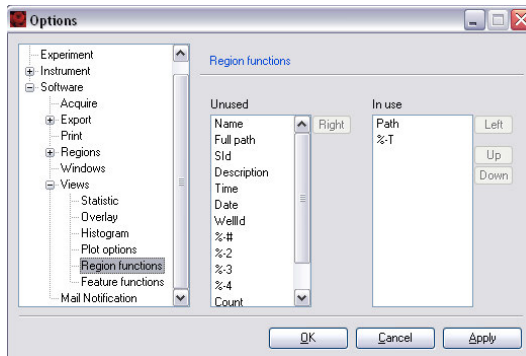 Options
Experiment
Instrument
Software
Acquire
Export
Print
Regions
Windows
Views
Statistic
Overlay
Histogram
Plot options
Region functions
Feature functions
Mail Notification
Region functions
Unused
Name
Full path
SId
Description
Time
Date
WellId
%-#
%-2
%-3
%-4
Count
Right
In use
Path
%-T
Left
Up
Down
OK
Cancel
Apply